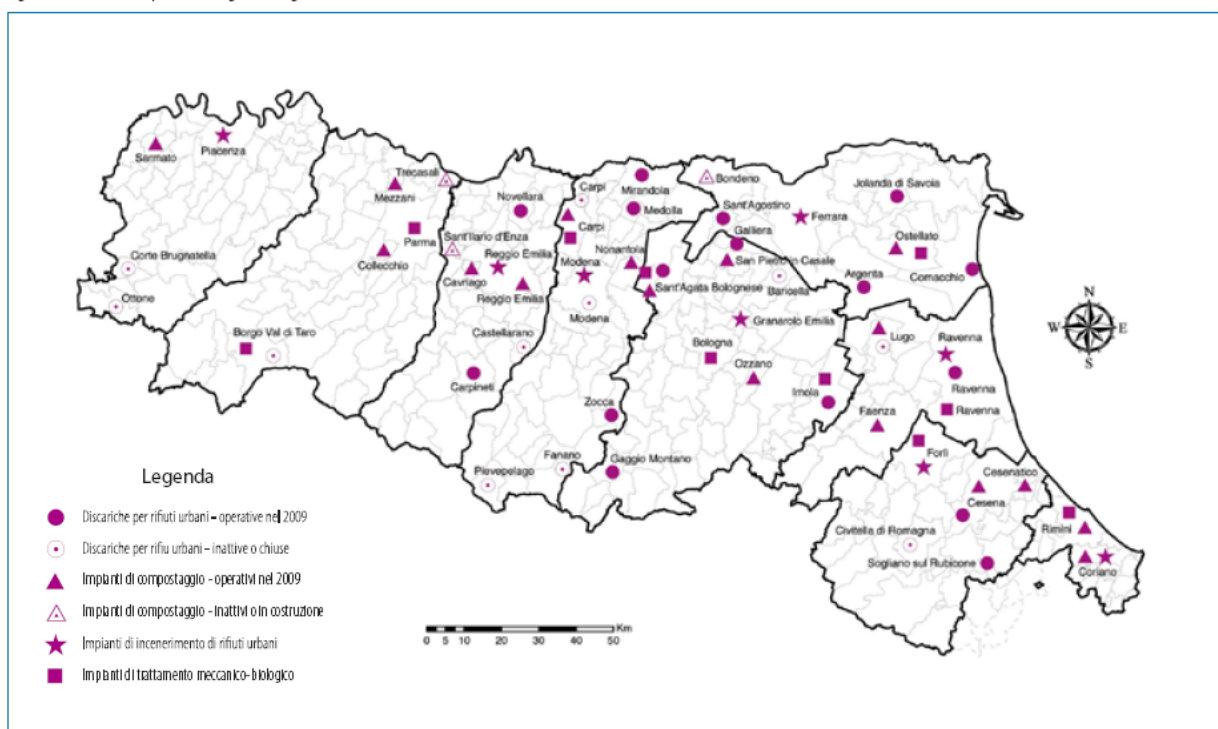 Sarmato
Piacenza
Corte Brugnatella
Ottone
Trecasali
Mezzani
Parma
Collecchio
Borgo Val di Taro
Novellara
Sant'Ilario d'Enza
Reggio Emilia
Cavriago
Reggio Emilia
Castellarano
Carpineti
Carpi
Mirandola
Medolla
Carpi
Nonantola
Modena
Modena
Zocca
Fanano
Pievepelago
Bondeno
Sant'Agostino
Galliera
Ferrara
Jolanda di Savoia
Ostellato
Comacchio
Argenta
San Pietro in Casale
Sant'Agata Bolognese
Baricella
Granarolo Emilia
Bologna
Ozzano
Imola
Gaggio Montano
Lugo
Ravenna
Ravenna
Ravenna
Faenza
Forlì
Cesenatico
Cesena
Civitella di Romagna
Sogliano sul Rubicone
Rimini
Coriano
N
W
E
S
Legenda
Discariche per rifiuti urbani – operative nel 2009
Discariche per rifiu urbani – inattive o chiuse
Impianti di compostaggio - operativi nel 2009
Impianti di compostaggio - inattivi o in costruzione
Impianti di incenerimento di rifiuti urbani
Impianti di trattamento meccanico-biologico
Km
0 5 10 20 30 40 50